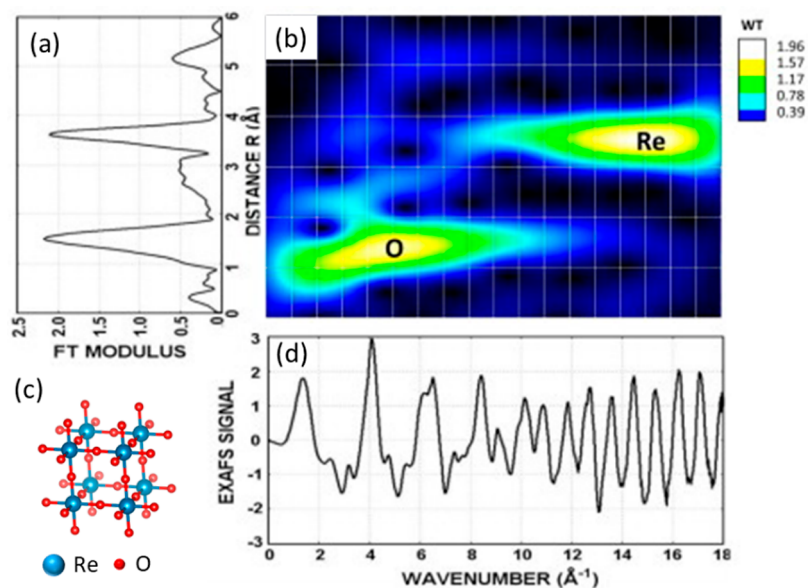 (a)
6
5
4
3
2
1
0
DISTANCE R (Å)
2.5
2.0
1.5
1.0
0.5
0.0
FT MODULUS
(b)
Re
O
WT
1.96
1.57
1.17
0.78
0.39
(c)
Re O
(d)
3
2
1
0
-1
-2
-3
EXAFS SIGNAL
0 2 4 6 8 10 12 14 16 18
WAVENUMBER (Å⁻¹)